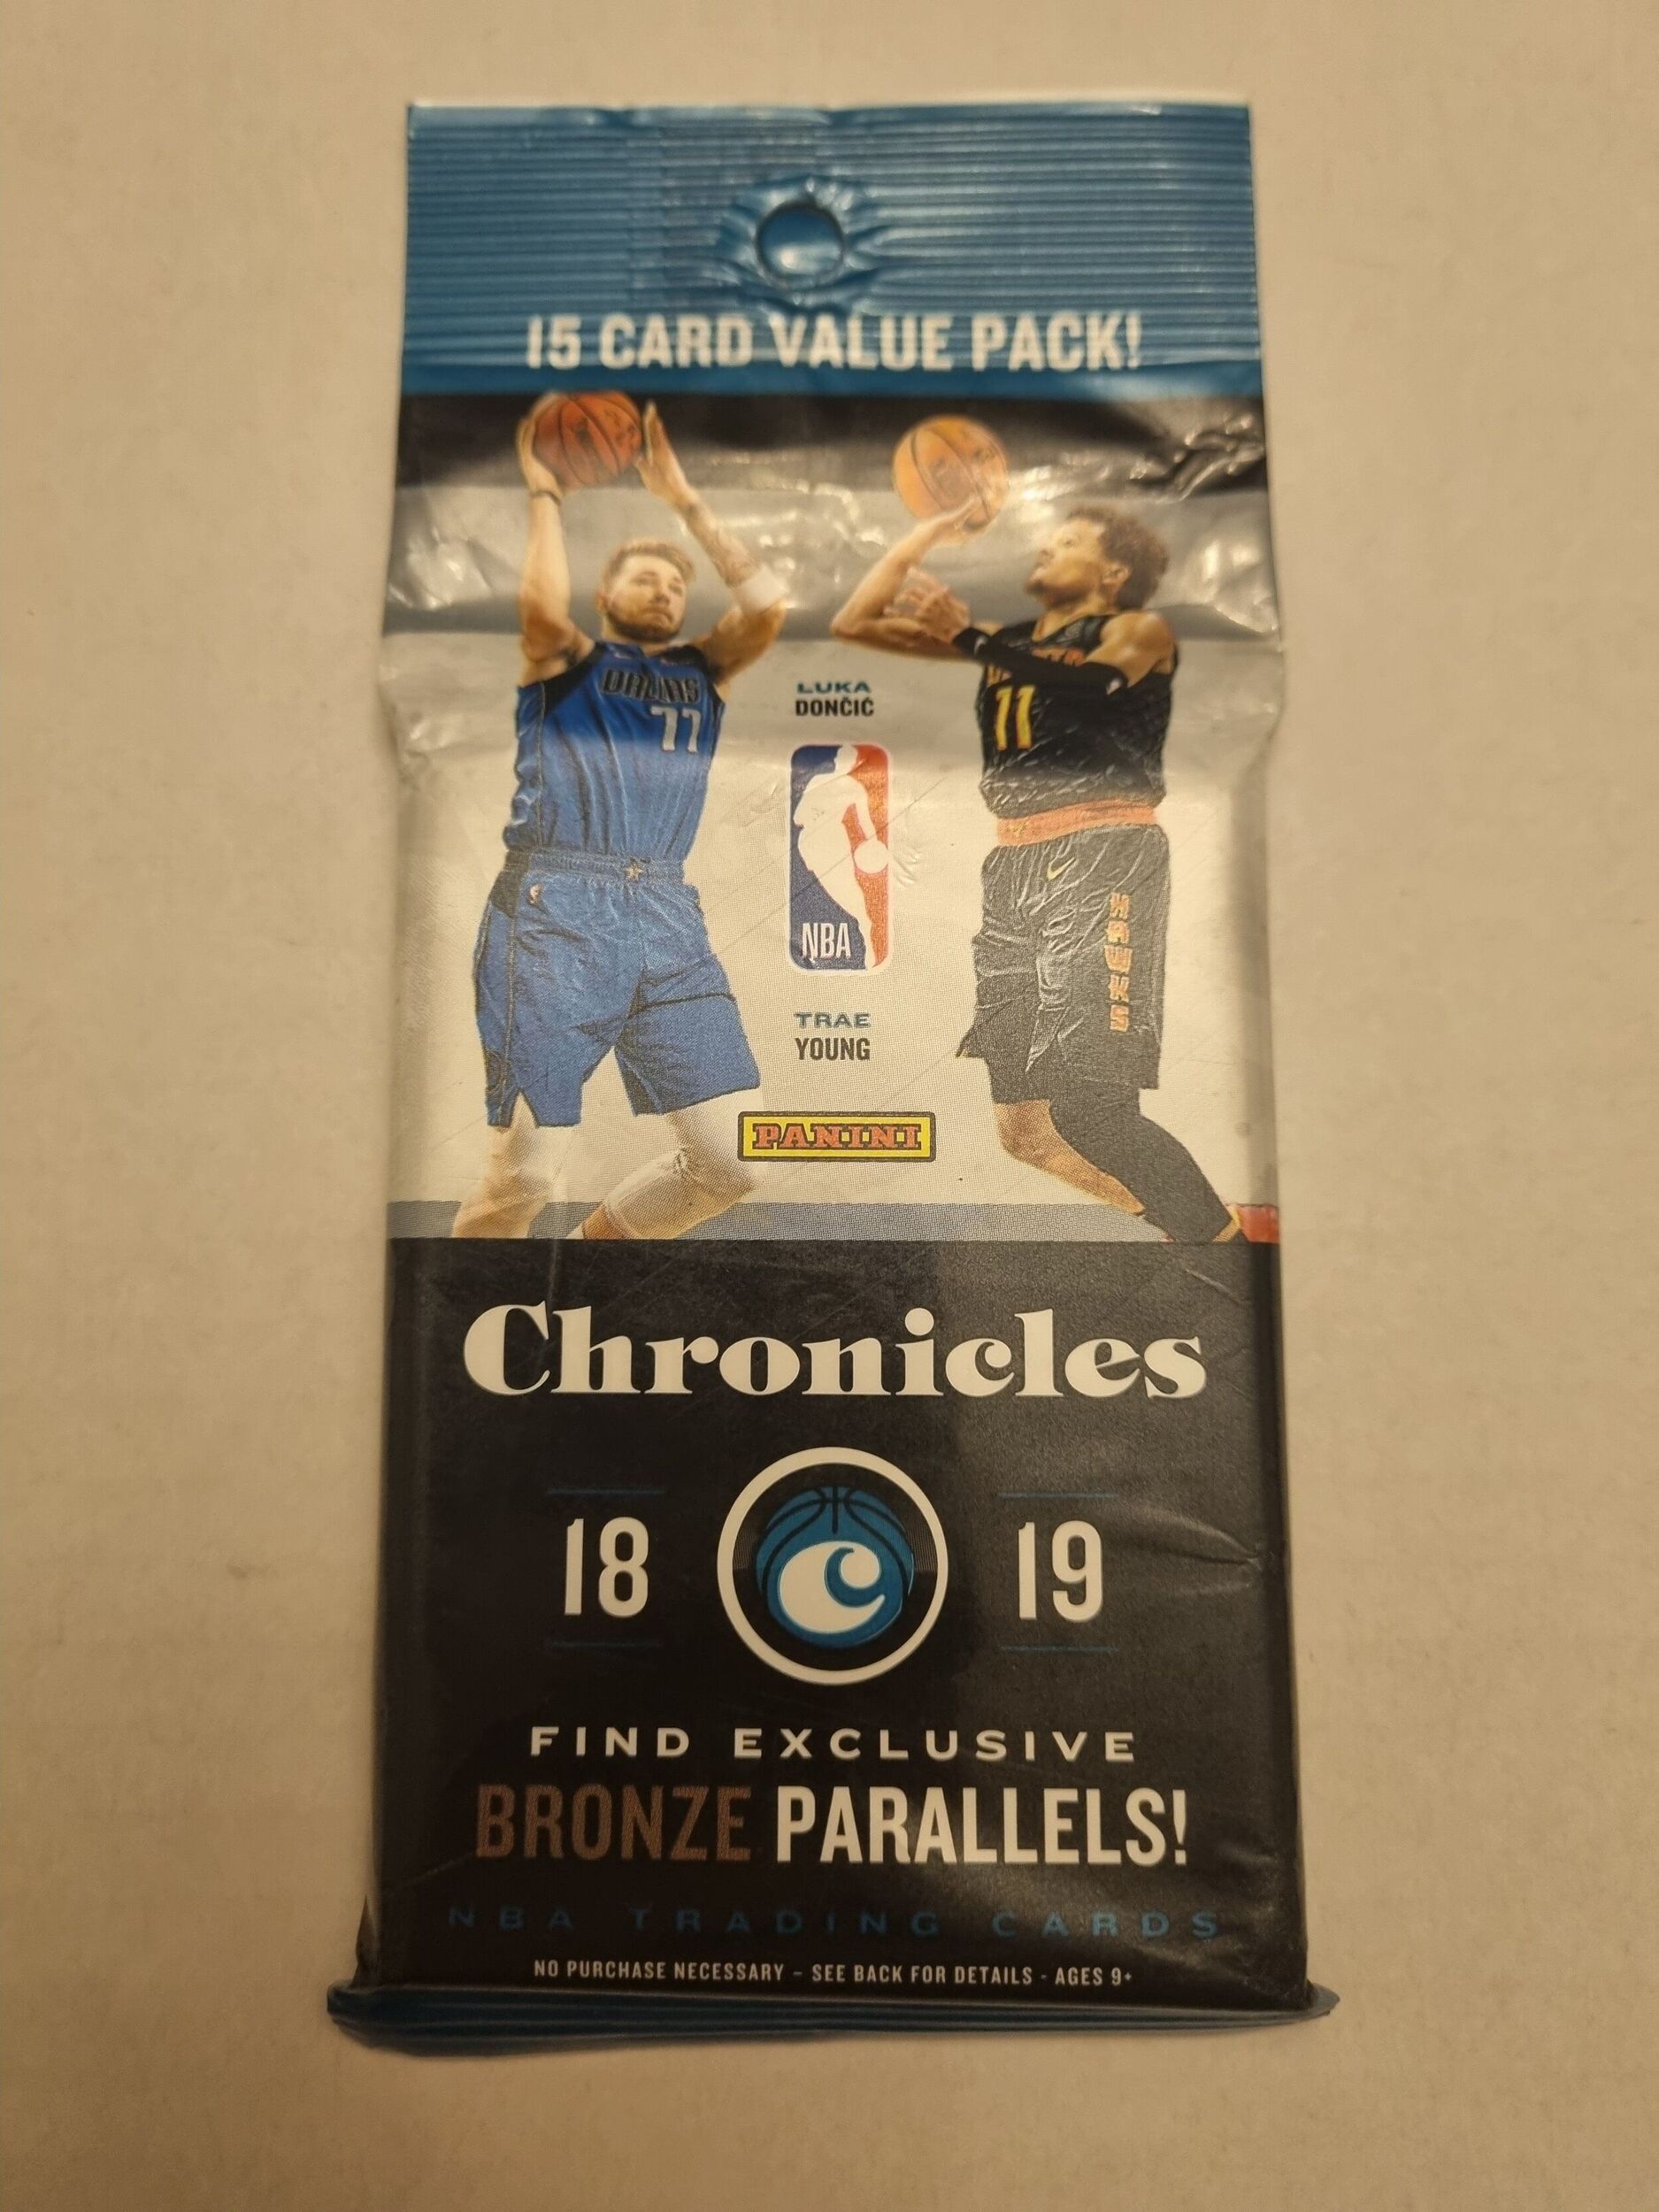 15 CARD VALUE PACK!
DALLAS
77
11
LUKA
DONČIĆ
NBA
HAWKS
TRAE
YOUNG
PANINI
Chronicles
18 C 19
FIND EXCLUSIVE
BRONZE PARALLELS!
NBA TRADING CARDS
NO PURCHASE NECESSARY – SEE BACK FOR DETAILS - AGES 9+